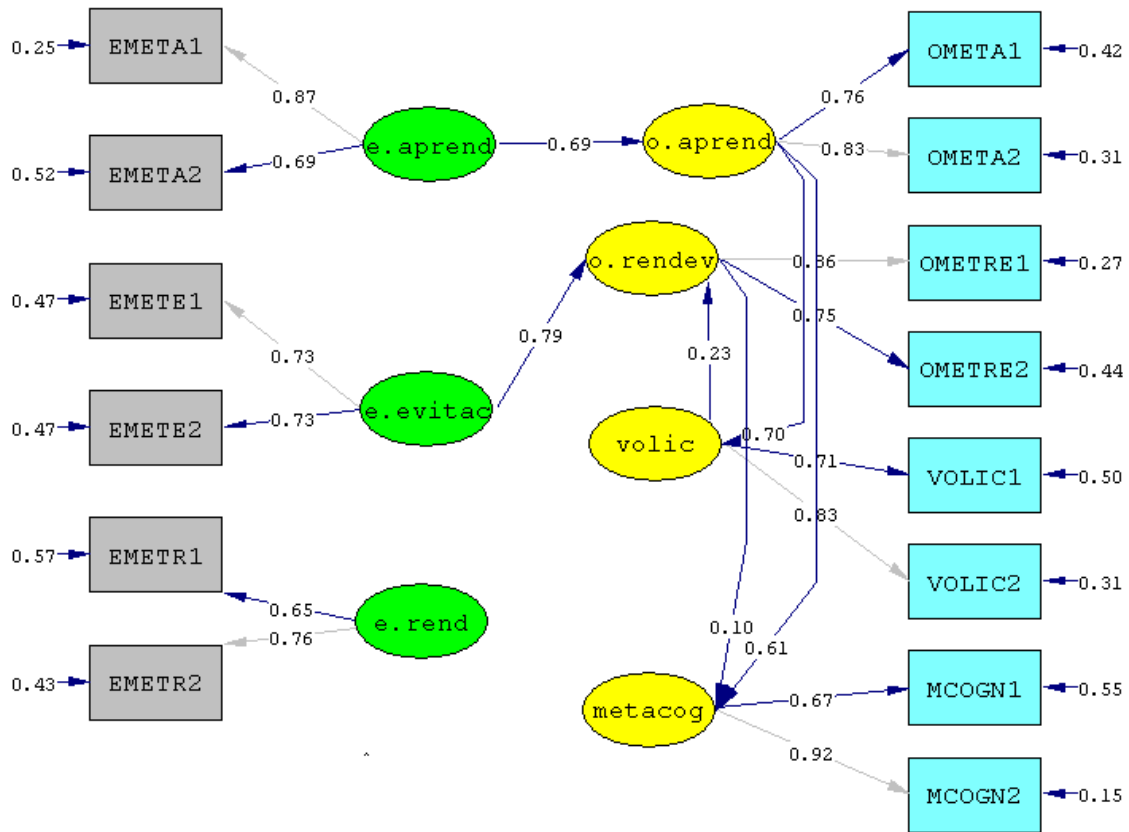 0.25 EMETA1
0.87
0.69
0.52 EMETA2
e.aprend 0.69 o.aprend
0.76
0.83
OMETA1 0.42
OMETA2 0.31
0.47 EMETE1
0.73
0.73
0.47 EMETE2
e.evitac
0.79
o.rendev
0.86
0.75
OMETRE1 0.27
OMETRE2 0.44
0.23
0.70
volic
0.71
0.83
VOLIC1 0.50
VOLIC2 0.31
0.57 EMETR1
0.65
0.76
0.43 EMETR2
e.rend
0.10
0.61
metacog
0.67
0.92
MCOGN1 0.55
MCOGN2 0.15